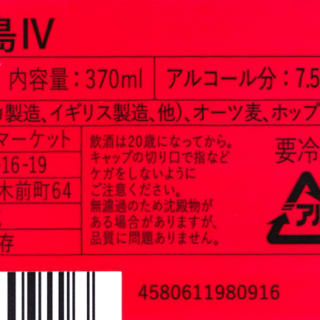 島IV
内容量：370ml
アルコール分：7.5
製造、イギリス製造、他)、オーツ麦、ホップ
マーケット
-16-19
木前町64
存
飲酒は20歳になってから。
キャップの切り口で指など
ケガをしないように
ご注意ください。
無濾過のため沈殿物が
ある場合がありますが、
品質に問題ありません。
要冷
アル
4580611980916